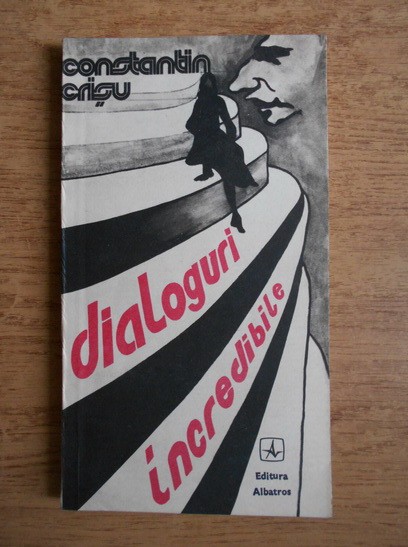 constantin
crișu
dialoguri
incredibile
Editura
Albatros